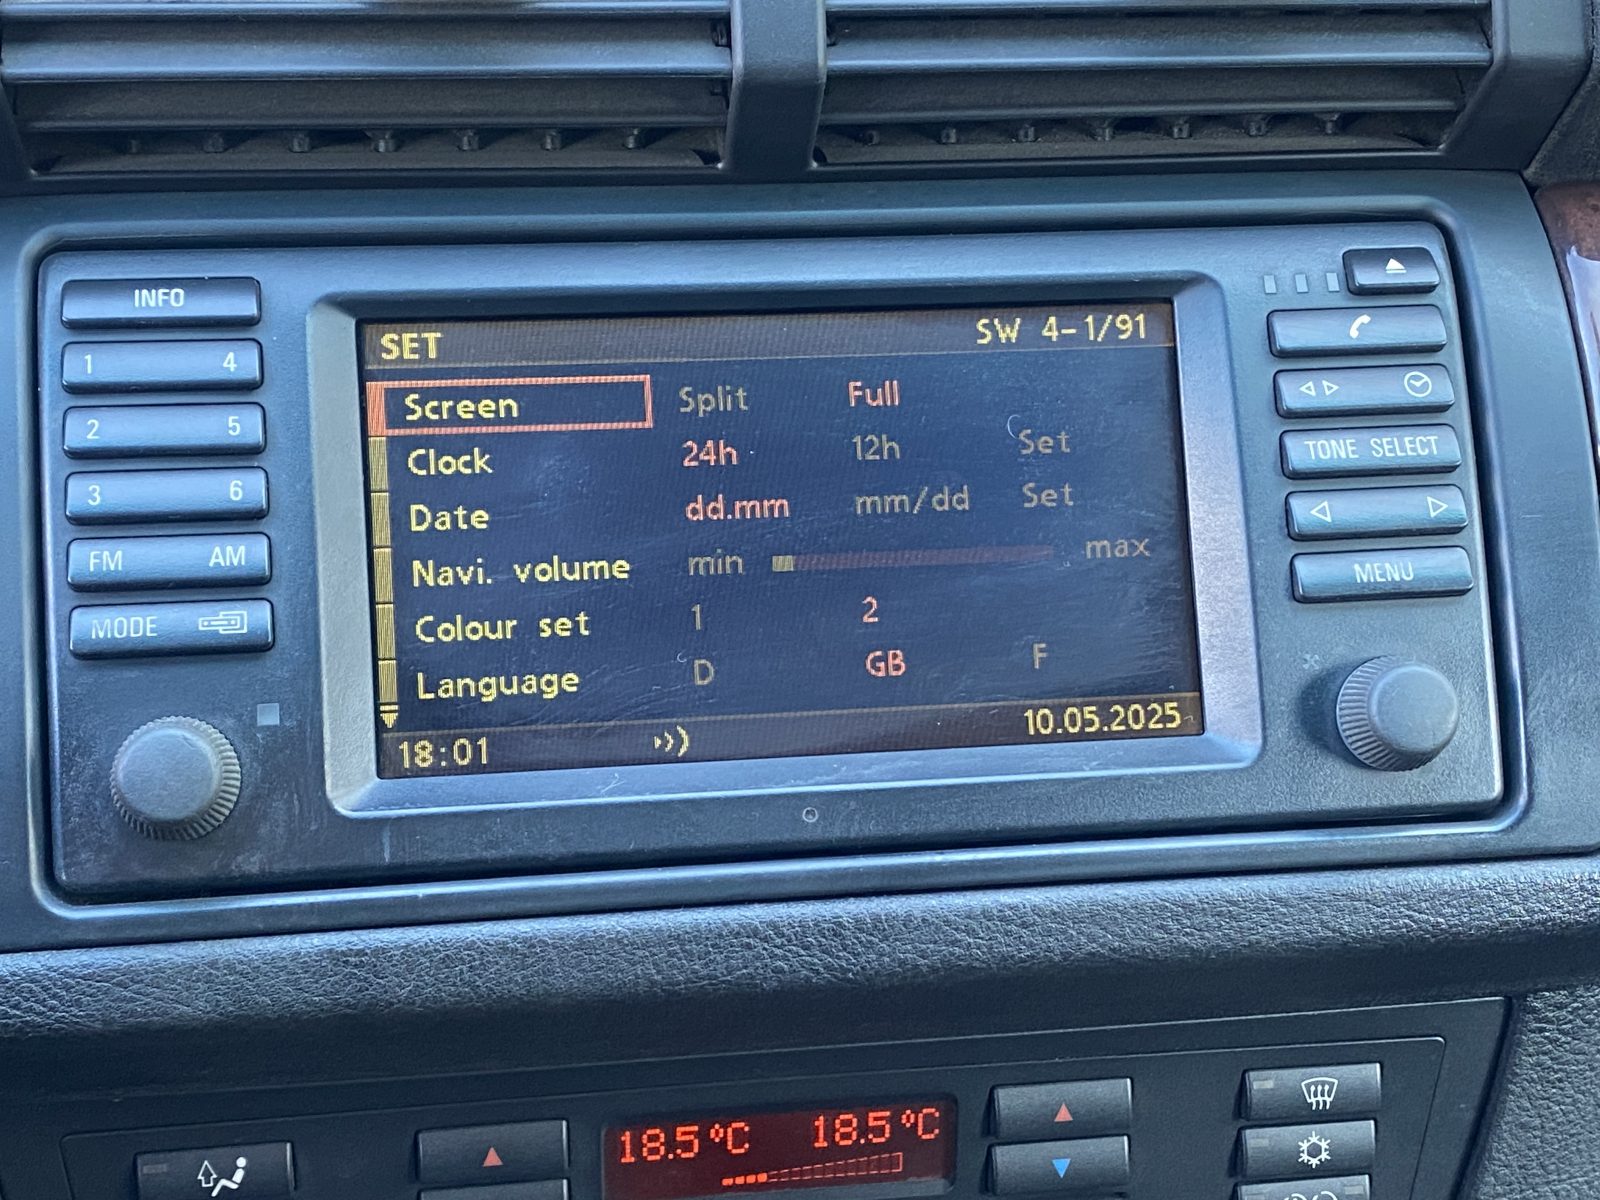 INFO
1 4
2 5
3 6
FM AM
MODE
SET SW 4-1/91
Screen Split Full
Clock 24h 12h Set
Date dd.mm mm/dd Set
Navi. volume min max
Colour set 1 2
Language D GB F
18:01 10.05.2025
TONE SELECT
MENU
18.5°C 18.5°C